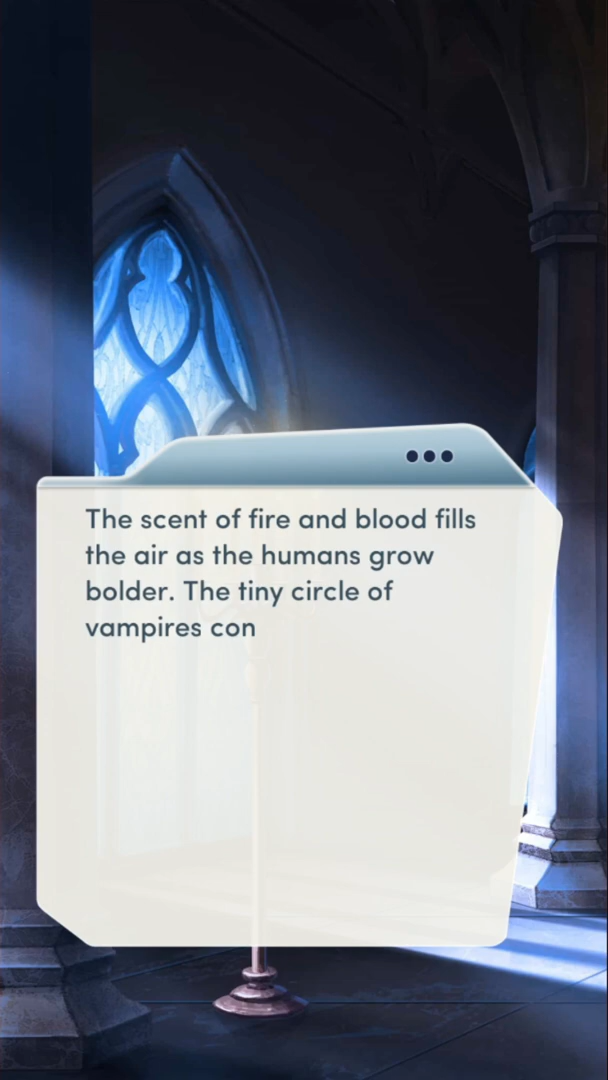 The scent of fire and blood fills
the air as the humans grow
bolder. The tiny circle of
vampires con